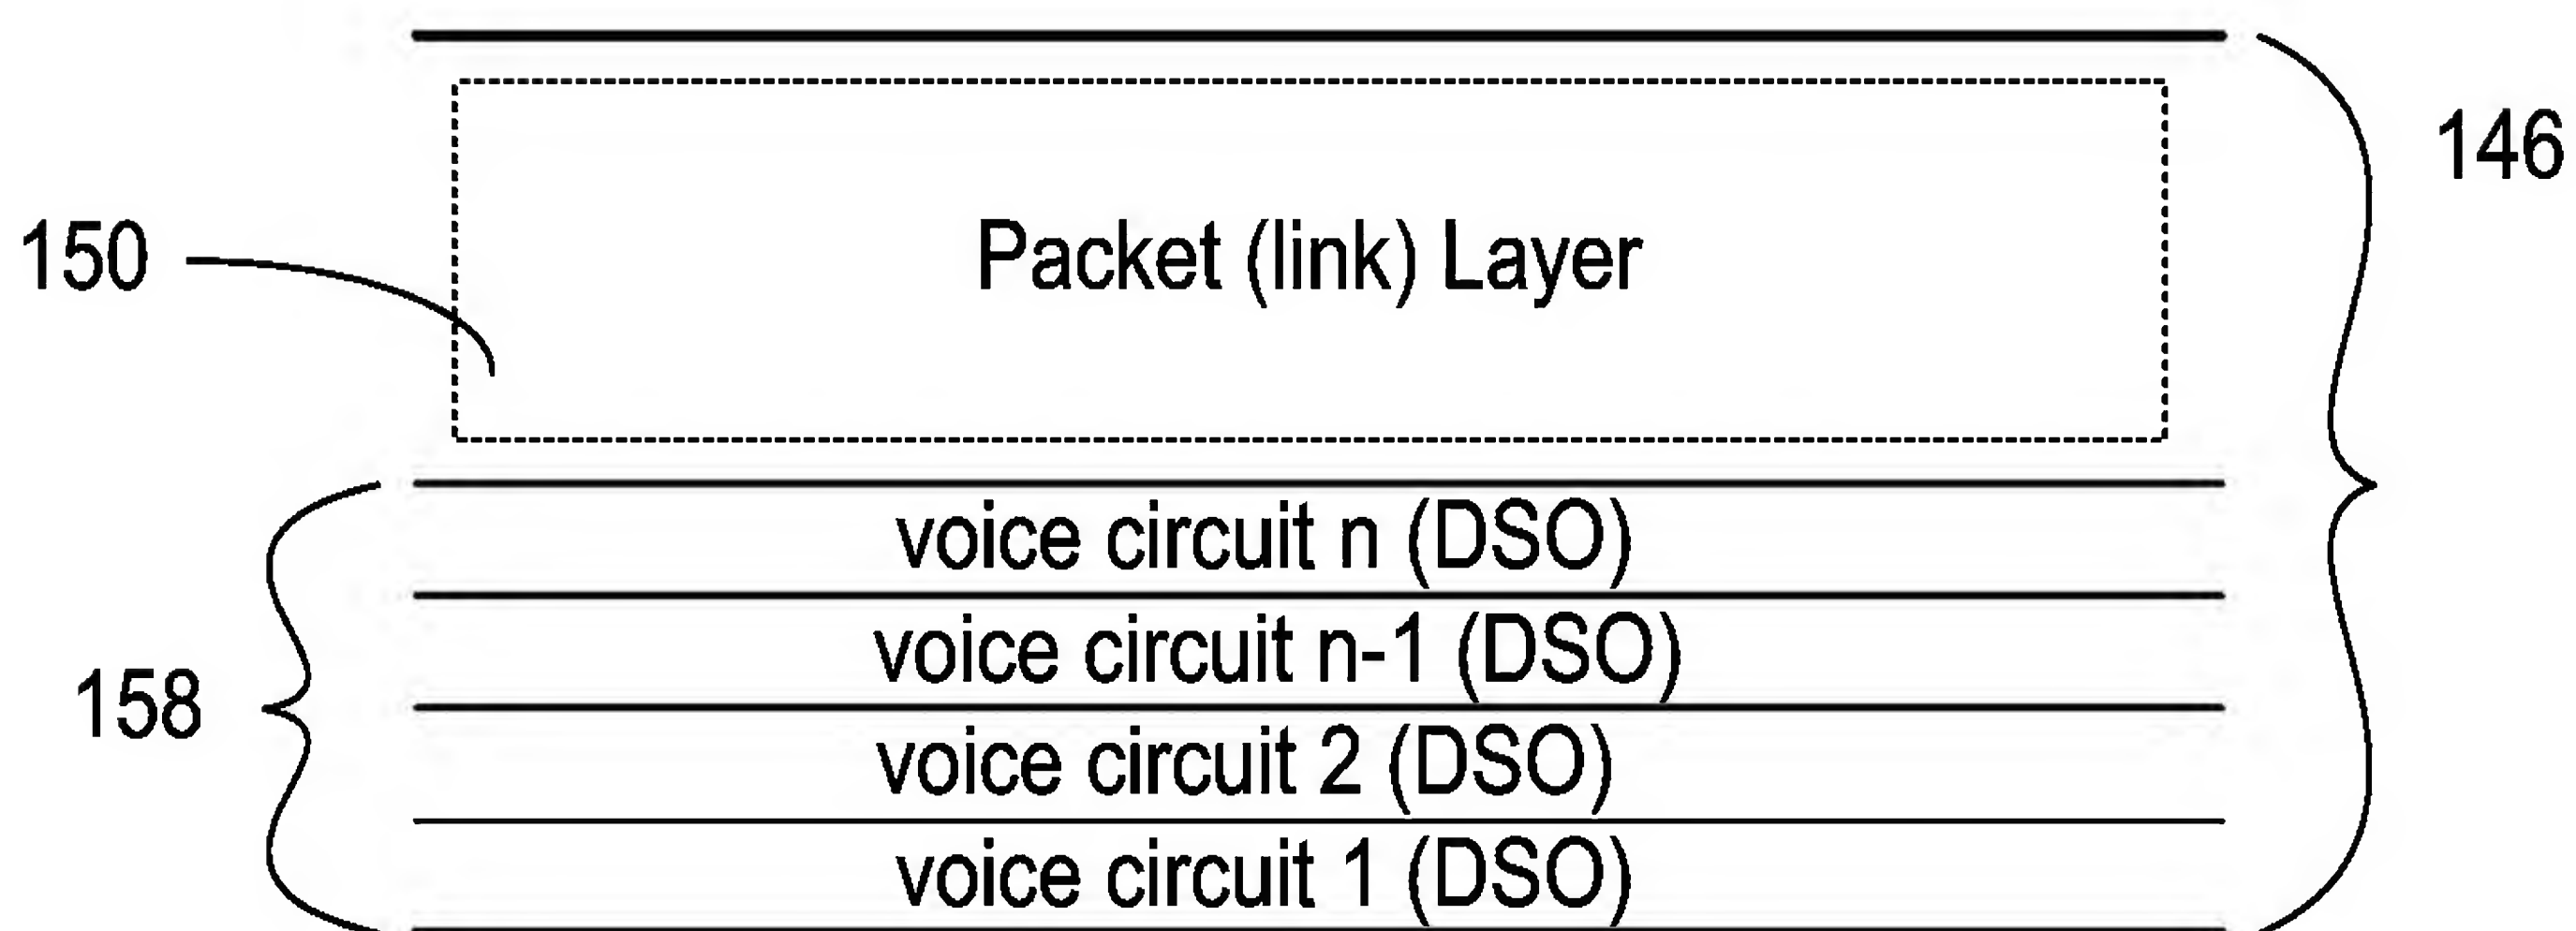 146
150
Packet (link) Layer
voice circuit n (DSO)
voice circuit n-1 (DSO)
158
voice circuit 2 (DSO)
voice circuit 1 (DSO)